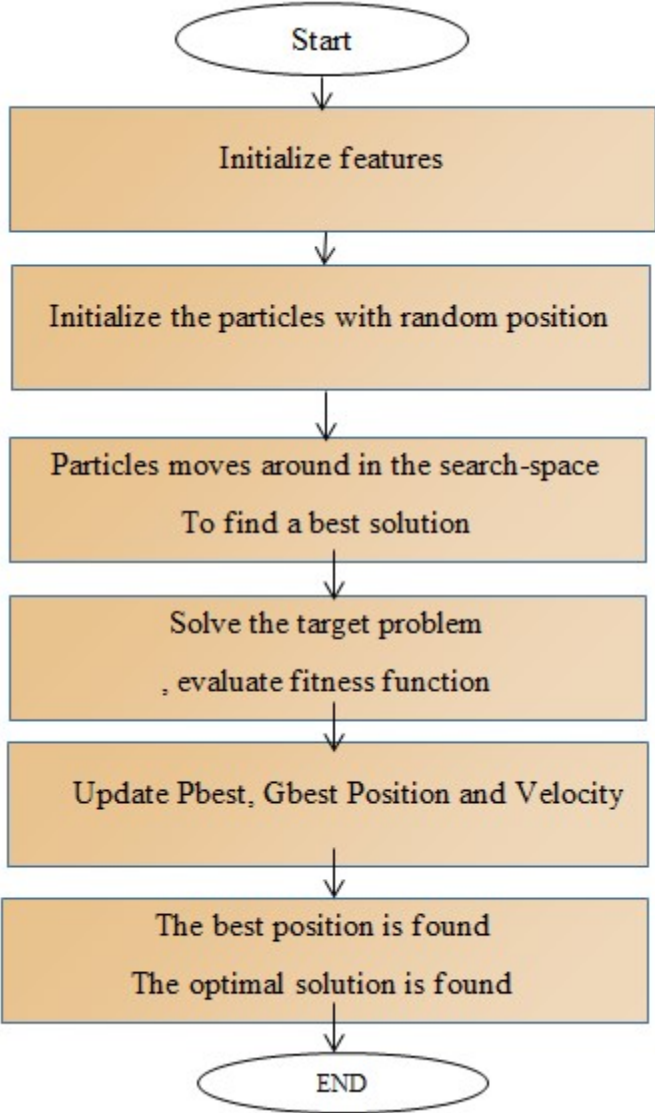 Start
Initialize features
Initialize the particles with random position
Particles moves around in the search-space
To find a best solution
Solve the target problem
, evaluate fitness function
Update Pbest, Gbest Position and Velocity
The best position is found
The optimal solution is found
END